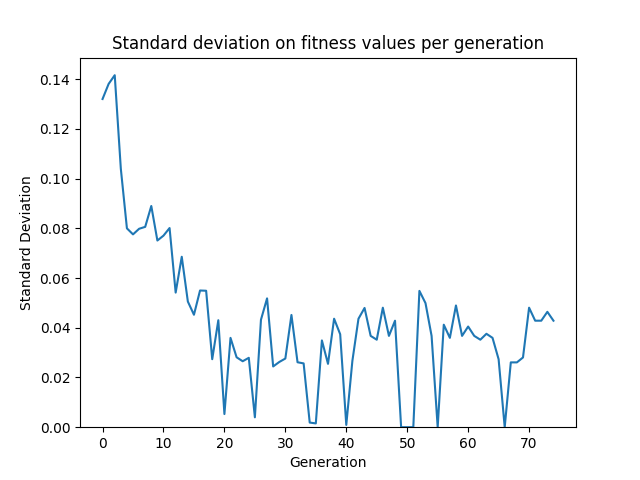 Standard deviation on fitness values per generation
0.14
0.12
0.10
0.08
0.06
0.04
0.02
0.00
Standard Deviation
0 10 20 30 40 50 60 70
Generation